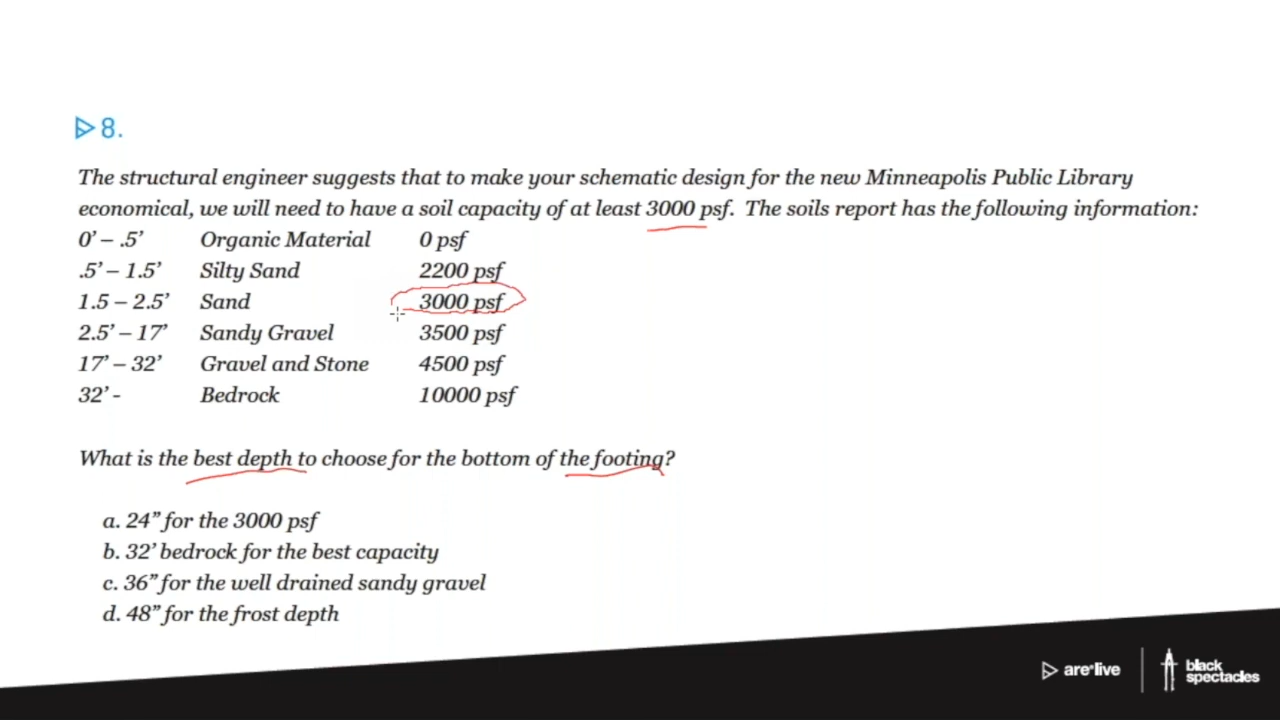 8.
The structural engineer suggests that to make your schematic design for the new Minneapolis Public Library
economical, we will need to have a soil capacity of at least 3000 psf. The soils report has the following information:
0' – .5' Organic Material 0 psf
.5' – 1.5' Silty Sand 2200 psf
1.5 – 2.5' Sand 3000 psf
2.5' – 17' Sandy Gravel 3500 psf
17' – 32' Gravel and Stone 4500 psf
32' - Bedrock 10000 psf
What is the best depth to choose for the bottom of the footing?
a. 24" for the 3000 psf
b. 32' bedrock for the best capacity
c. 36" for the well drained sandy gravel
d. 48" for the frost depth
are*live
black
spectacles